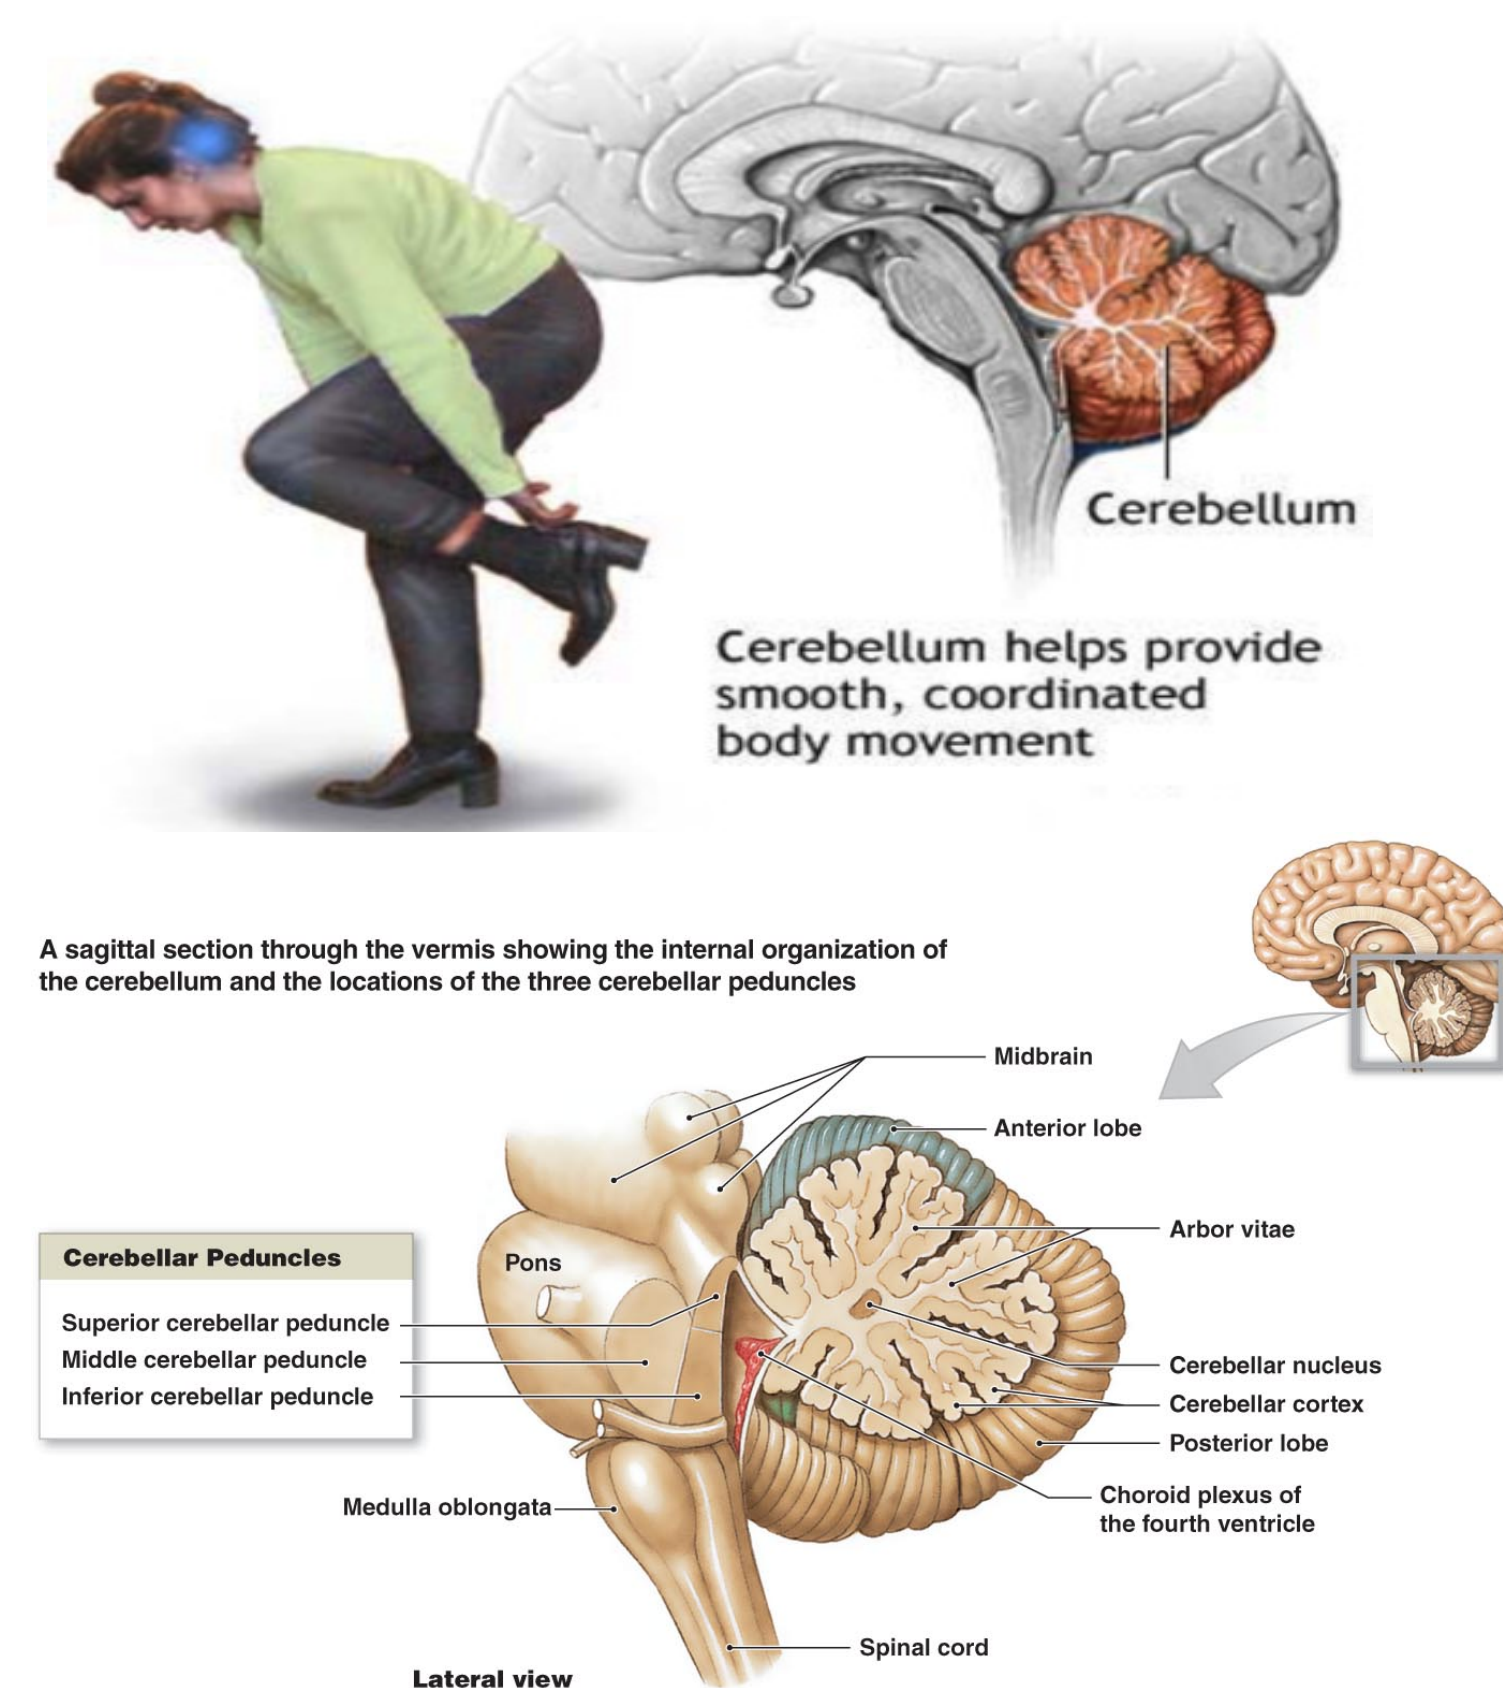 Cerebellum
Cerebellum helps provide
smooth, coordinated
body movement
A sagittal section through the vermis showing the internal organization of
the cerebellum and the locations of the three cerebellar peduncles
Midbrain
Anterior lobe
Arbor vitae
Pons
Cerebellar Peduncles
Superior cerebellar peduncle
Middle cerebellar peduncle
Inferior cerebellar peduncle
Cerebellar nucleus
Cerebellar cortex
Posterior lobe
Choroid plexus of
the fourth ventricle
Medulla oblongata
Spinal cord
Lateral view